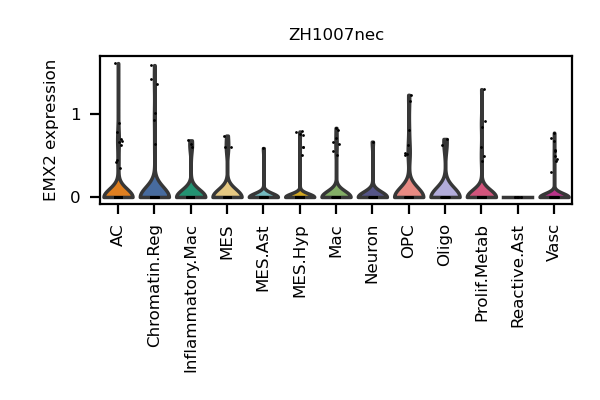 ZH1007nec
EMX2 expression
1
0
AC
Chromatin.Reg
Inflammatory.Mac
MES
MES.Ast
MES.Hyp
Mac
Neuron
OPC
Oligo
Prolif.Metab
Reactive.Ast
Vasc